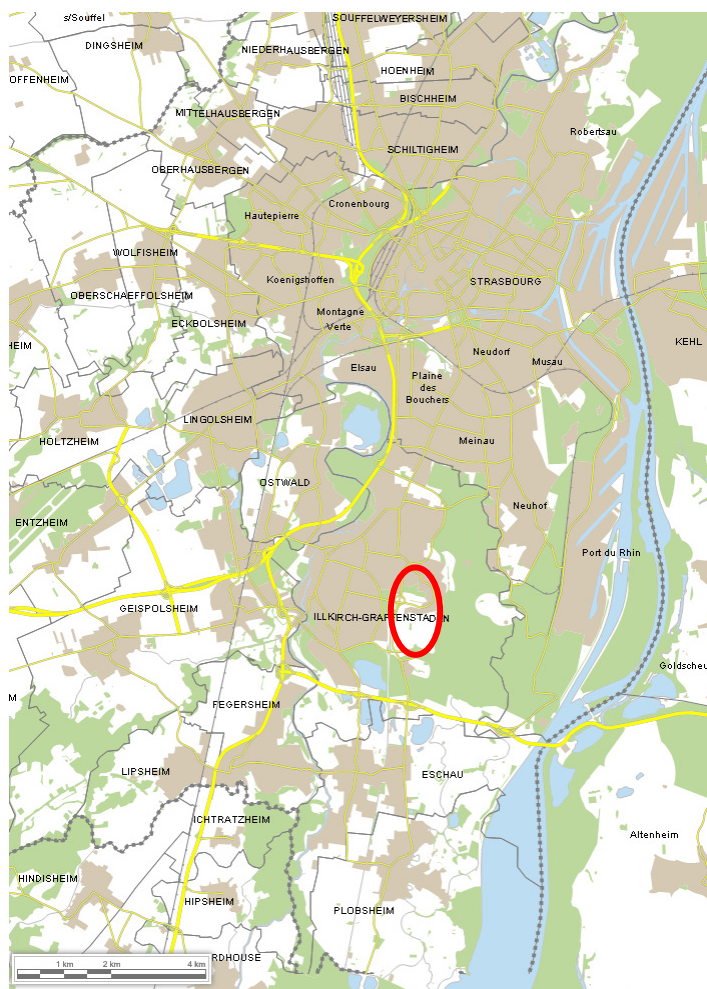 s/Souffel
SOUFFELWEYERSHEIM
DINGSHEIM
NIEDERHAUSBERGEN
HOENHEIM
OFFENHEIM
BISCHHEIM
MITTELHAUSBERGEN
Robertsau
SCHILTIGHEIM
OBERHAUSBERGEN
Cronenbourg
Hautepierre
WOLFISHEIM
Koenigshoffen
STRASBOURG
OBERSCHAEFFOLSHEIM
Montagne
Verte
ECKBOLSHEIM
HEIM
KEHL
Neudorf
Musau
Elsau
Plaine
des
Bouchers
LINGOLSHEIM
HOLTZHEIM
Meinau
OSTWALD
Neuhof
ENTZHEIM
Port du Rhin
GEISPOLSHEIM
ILLKIRCH-GRAFFENSTADEN
Goldscheu
M
FEGERSHEIM
LIPSHEIM
ESCHAU
ICHTRATZHEIM
Altenheim
HINDISHEIM
HIPSHEIM
PLOBSHEIM
RDHOUSE
1 km 2 km 4 km